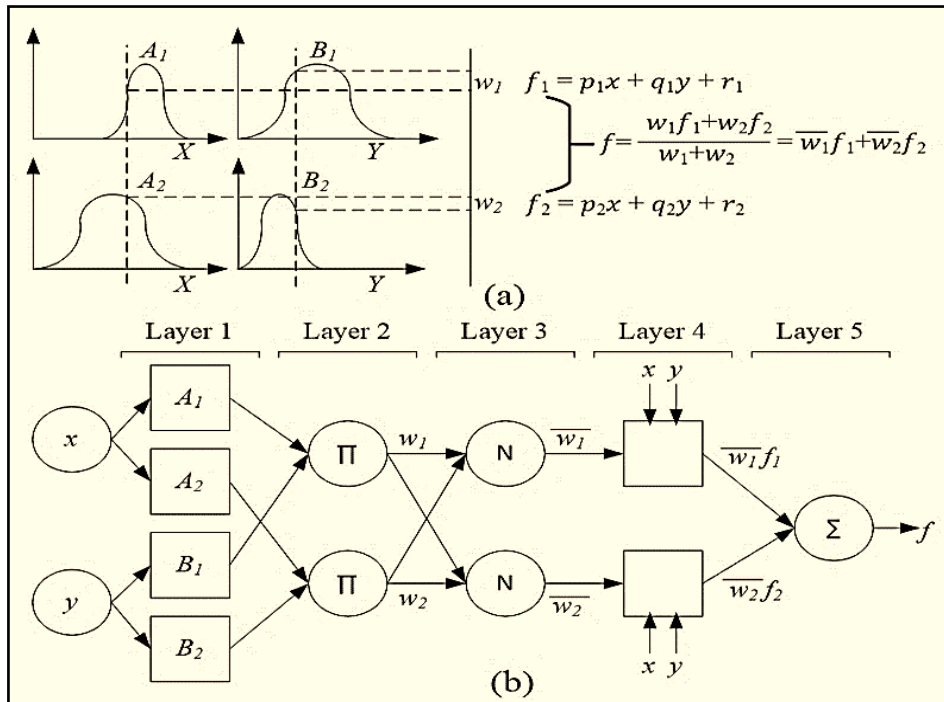 A₁ B₁
w₁ f₁ = p₁x + q₁y + r₁
X Y
f = (w₁f₁+w₂f₂)/(w₁+w₂) = w̅₁f₁+w̅₂f₂
A₂ B₂
w₂ f₂ = p₂x + q₂y + r₂
X Y
(a)
Layer 1 Layer 2 Layer 3 Layer 4 Layer 5
x y
A₁
x Π w₁ N w̅₁ w̅₁f₁
A₂
Σ f
B₁
y Π w₂ N w̅₂ w̅₂f₂
B₂
x y
(b)